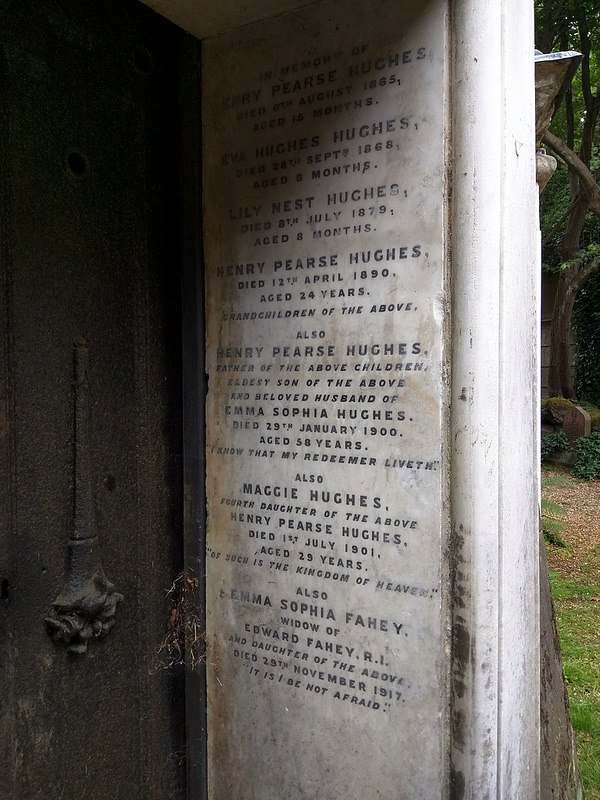 IN MEMORY OF
HENRY PEARSE HUGHES
DIED 9TH AUGUST 1865,
AGED 15 MONTHS.
EVA HUGHES HUGHES,
DIED 28TH SEPTR 1868,
AGED 8 MONTHS.
LILY NEST HUGHES,
DIED 8TH JULY 1879,
AGED 8 MONTHS.
HENRY PEARSE HUGHES,
DIED 12TH APRIL 1890,
AGED 24 YEARS.
GRANDCHILDREN OF THE ABOVE,
ALSO
HENRY PEARSE HUGHES,
FATHER OF THE ABOVE CHILDREN,
ELDEST SON OF THE ABOVE
AND BELOVED HUSBAND OF
EMMA SOPHIA HUGHES.
DIED 29TH JANUARY 1900.
AGED 58 YEARS.
"I KNOW THAT MY REDEEMER LIVETH."
ALSO
MAGGIE HUGHES,
FOURTH DAUGHTER OF THE ABOVE
HENRY PEARSE HUGHES,
DIED 1ST JULY 1901,
AGED 29 YEARS.
"OF SUCH IS THE KINGDOM OF HEAVEN."
ALSO
EMMA SOPHIA FAHEY,
WIDOW OF
EDWARD FAHEY, R.I.
AND DAUGHTER OF THE ABOVE,
DIED 29TH NOVEMBER 1917.
"IT IS I BE NOT AFRAID."